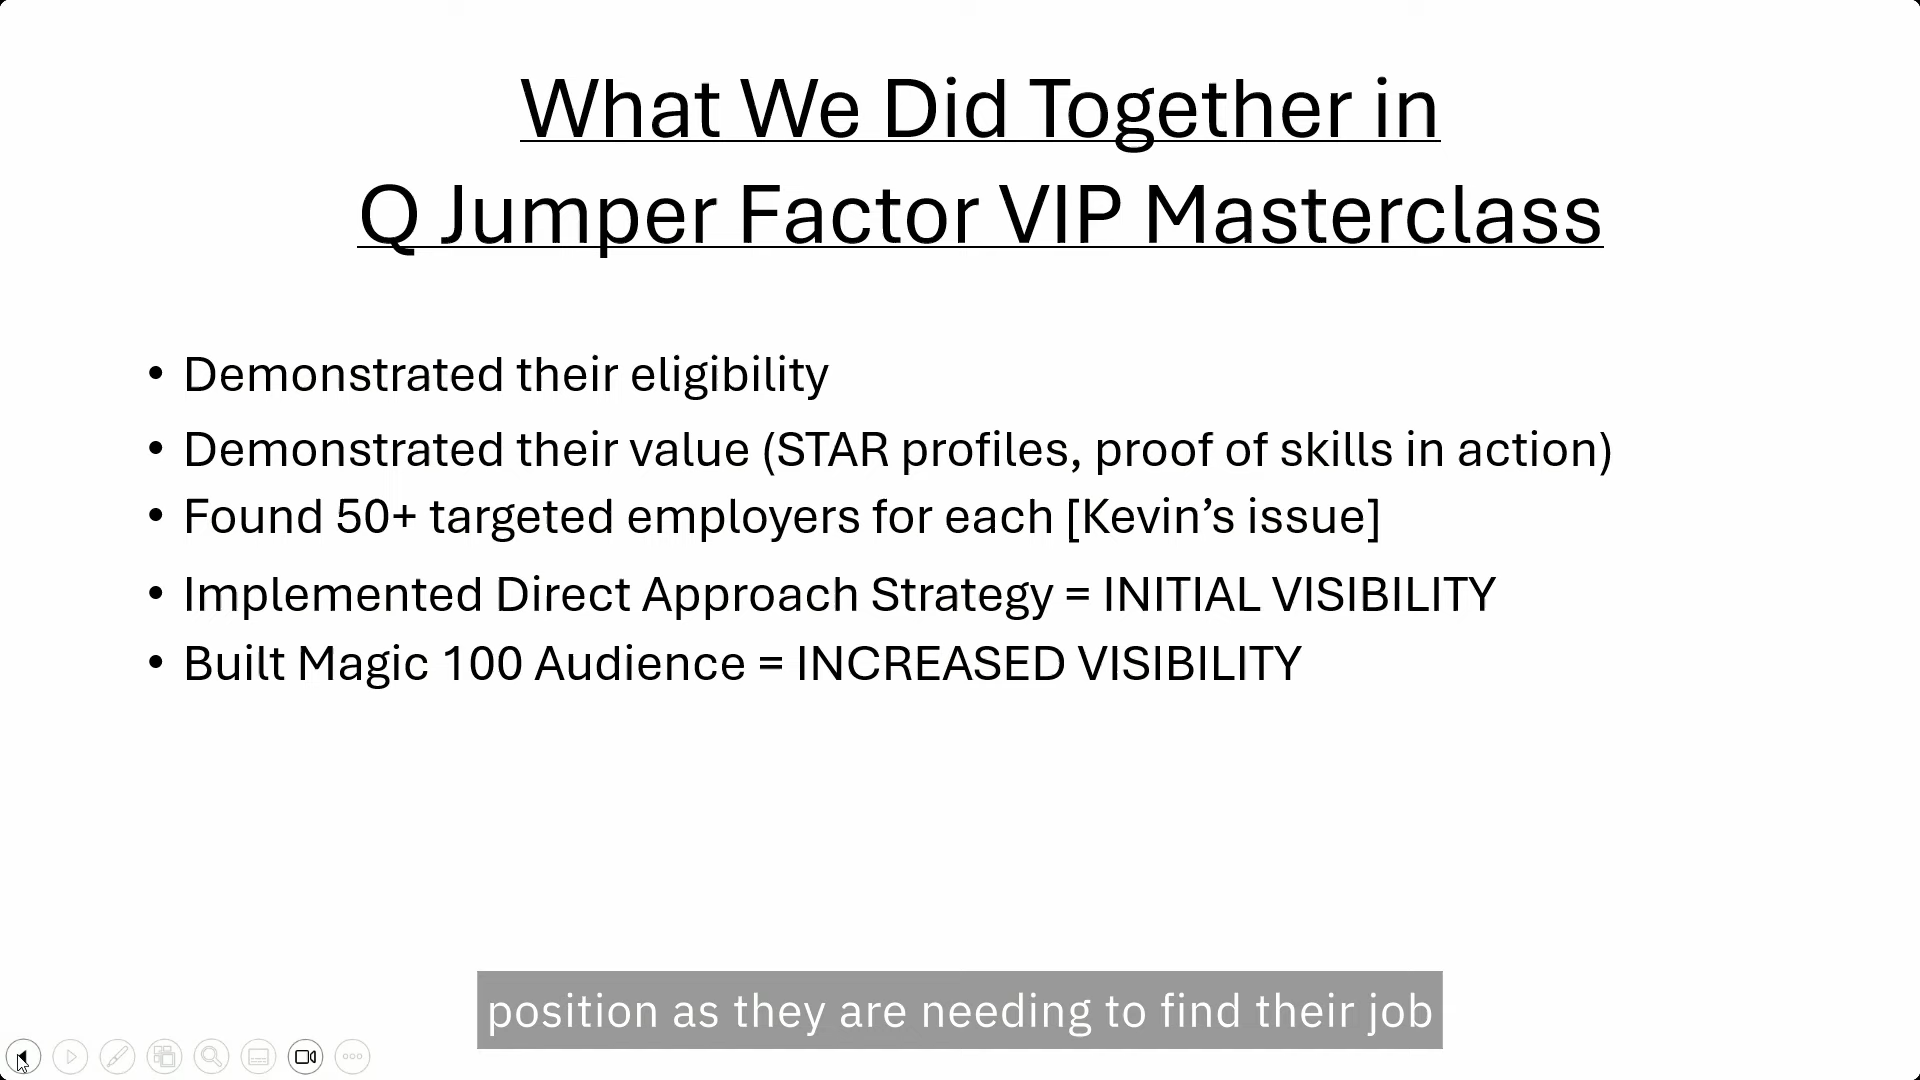 What We Did Together in
Q Jumper Factor VIP Masterclass
• Demonstrated their eligibility
• Demonstrated their value (STAR profiles, proof of skills in action)
• Found 50+ targeted employers for each [Kevin’s issue]
• Implemented Direct Approach Strategy = INITIAL VISIBILITY
• Built Magic 100 Audience = INCREASED VISIBILITY
position as they are needing to find their job